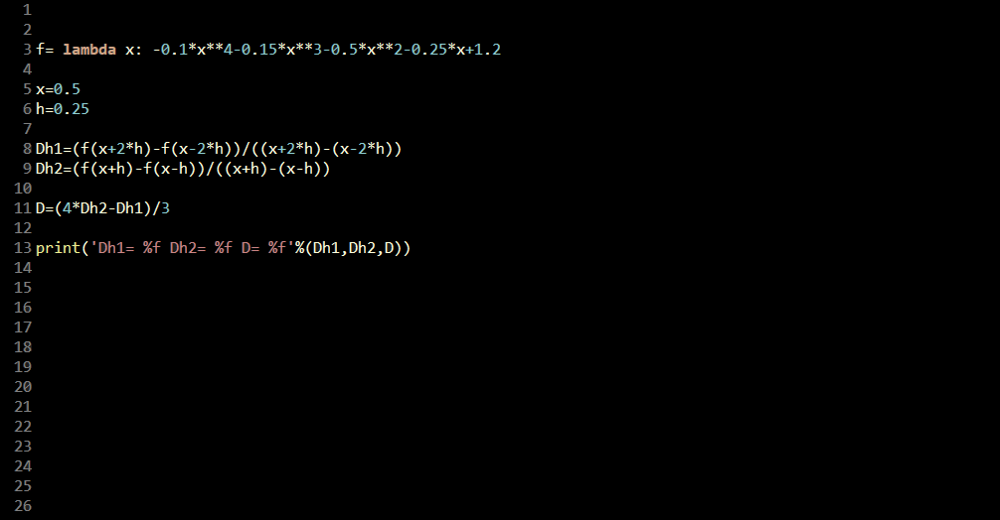 1
2
3 f= lambda x: -0.1*x**4-0.15*x**3-0.5*x**2-0.25*x+1.2
4
5 x=0.5
6 h=0.25
7
8 Dh1=(f(x+2*h)-f(x-2*h))/((x+2*h)-(x-2*h))
9 Dh2=(f(x+h)-f(x-h))/((x+h)-(x-h))
10
11 D=(4*Dh2-Dh1)/3
12
13 print('Dh1= %f Dh2= %f D= %f'%(Dh1,Dh2,D))
14
15
16
17
18
19
20
21
22
23
24
25
26